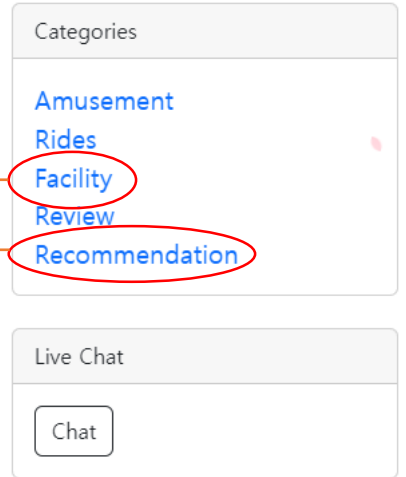 Categories
Amusement
Rides
Facility
Review
Recommendation
Live Chat
Chat